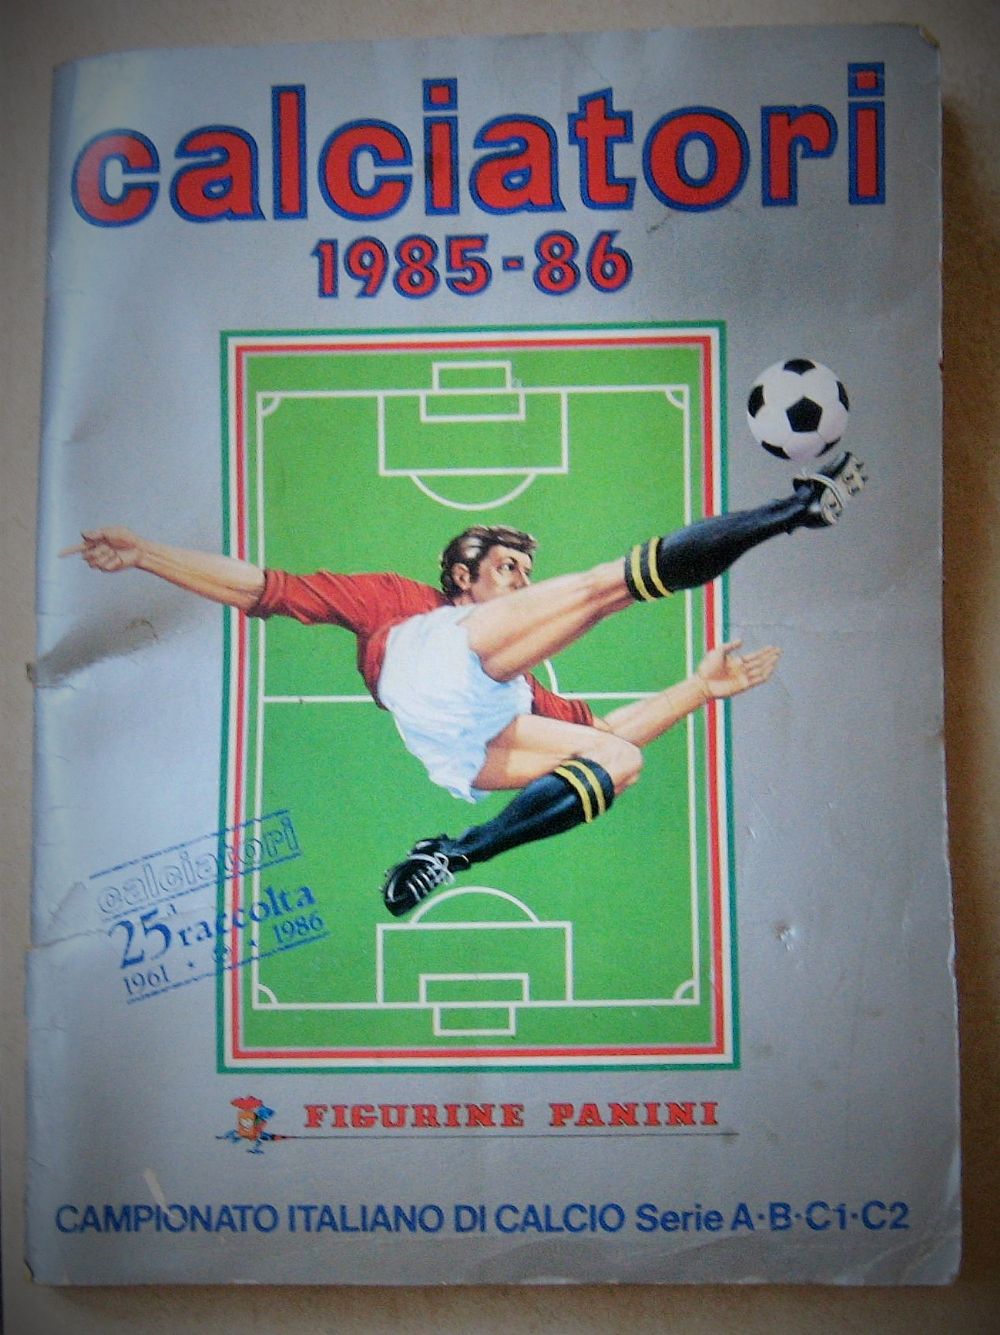 calciatori
1985-86
calciatori
25ª raccolta
1961 · · 1986
FIGURINE PANINI
CAMPIONATO ITALIANO DI CALCIO Serie A·B·C1·C2